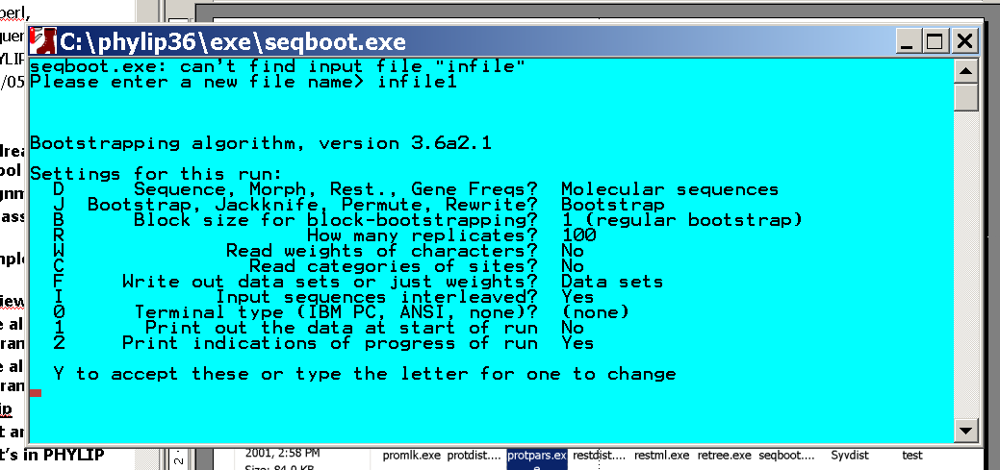 perl,
C:\phylip36\exe\seqboot.exe
seqboot.exe: can't find input file "infile"
Please enter a new file name> infile1
/05
Bootstrapping algorithm, version 3.6a2.1
Settings for this run:
D Sequence, Morph, Rest., Gene Freqs? Molecular sequences
J Bootstrap, Jackknife, Permute, Rewrite? Bootstrap
B Block size for block-bootstrapping? 1 (regular bootstrap)
R How many replicates? 100
W Read weights of characters? No
C Read categories of sites? No
F Write out data sets or just weights? Data sets
I Input sequences interleaved? Yes
0 Terminal type (IBM PC, ANSI, none)? (none)
1 Print out the data at start of run No
2 Print indications of progress of run Yes
Y to accept these or type the letter for one to change
t's in PHYLIP
2001, 2:58 PM
Size: 84.0 KB
promlk.exe protdist.... protpars.exe restdist.... restml.exe retree.exe seqboot.... Syvdist test